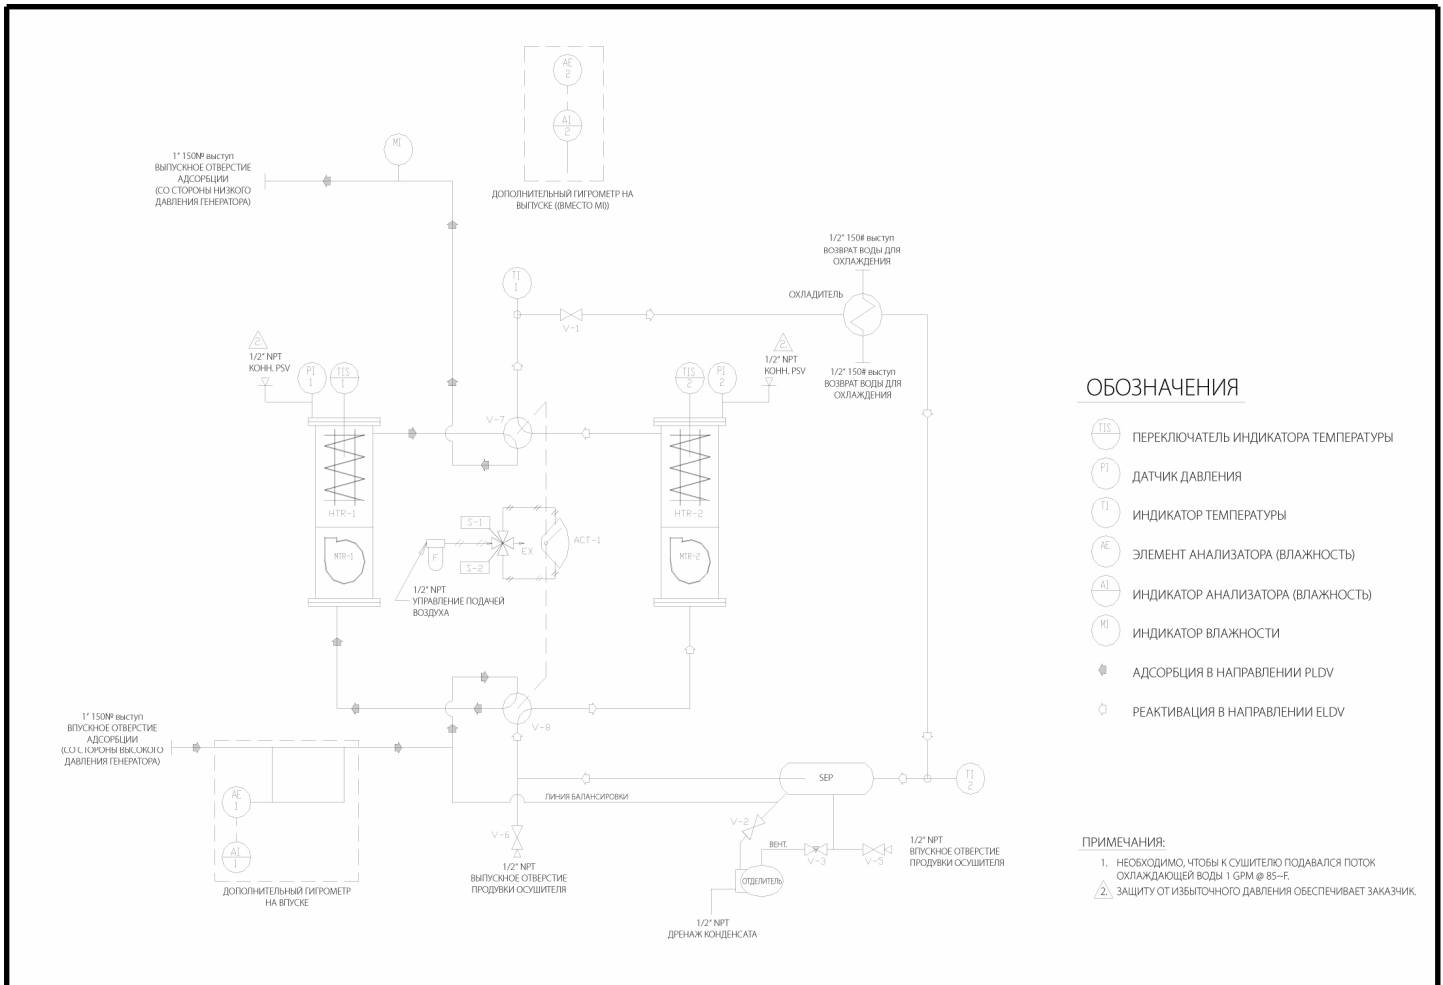 AE
2
AI
2
ДОПОЛНИТЕЛЬНЫЙ ГИГРОМЕТР НА
ВЫПУСКЕ ((ВМЕСТО MI))
MI
1" 150№ выступ
ВЫПУСКНОЕ ОТВЕРСТИЕ
АДСОРБЦИИ
(СО СТОРОНЫ НИЗКОГО
ДАВЛЕНИЯ ГЕНЕРАТОРА)
1/2" 150# выступ
ВОЗВРАТ ВОДЫ ДЛЯ
ОХЛАЖДЕНИЯ
ОХЛАДИТЕЛЬ
1/2" 150# выступ
ВОЗВРАТ ВОДЫ ДЛЯ
ОХЛАЖДЕНИЯ
TI
1
V-1
2.
1/2" NPT
КОНН. PSV
PI
1
TIS
1
TIS
2
PI
2
2.
1/2" NPT
КОНН. PSV
V-7
HTR-1
HTR-2
MTR-1
MTR-2
S-1
S-2
EX
ACT-1
F
1/2" NPT
УПРАВЛЕНИЕ ПОДАЧЕЙ
ВОЗДУХА
V-8
1" 150№ выступ
ВПУСКНОЕ ОТВЕРСТИЕ
АДСОРБЦИИ
(СО СТОРОНЫ ВЫСОКОГО
ДАВЛЕНИЯ ГЕНЕРАТОРА)
AE
1
AI
1
ДОПОЛНИТЕЛЬНЫЙ ГИГРОМЕТР
НА ВПУСКЕ
ЛИНИЯ БАЛАНСИРОВКИ
SEP
TI
2
V-6
1/2" NPT
ВЫПУСКНОЕ ОТВЕРСТИЕ
ПРОДУВКИ ОСУШИТЕЛЯ
V-2
ВЕНТ.
V-3
V-5
1/2" NPT
ВПУСКНОЕ ОТВЕРСТИЕ
ПРОДУВКИ ОСУШИТЕЛЯ
ОТДЕЛИТЕЛЬ
1/2" NPT
ДРЕНАЖ КОНДЕНСАТА
ОБОЗНАЧЕНИЯ
TIS ПЕРЕКЛЮЧАТЕЛЬ ИНДИКАТОРА ТЕМПЕРАТУРЫ
PI ДАТЧИК ДАВЛЕНИЯ
TI ИНДИКАТОР ТЕМПЕРАТУРЫ
AE ЭЛЕМЕНТ АНАЛИЗАТОРА (ВЛАЖНОСТЬ)
AI ИНДИКАТОР АНАЛИЗАТОРА (ВЛАЖНОСТЬ)
MI ИНДИКАТОР ВЛАЖНОСТИ
АДСОРБЦИЯ В НАПРАВЛЕНИИ PLDV
РЕАКТИВАЦИЯ В НАПРАВЛЕНИИ ELDV
ПРИМЕЧАНИЯ:
1. НЕОБХОДИМО, ЧТОБЫ К СУШИТЕЛЮ ПОДАВАЛСЯ ПОТОК
ОХЛАЖДАЮЩЕЙ ВОДЫ 1 GPM @ 85~F.
2. ЗАЩИТУ ОТ ИЗБЫТОЧНОГО ДАВЛЕНИЯ ОБЕСПЕЧИВАЕТ ЗАКАЗЧИК.